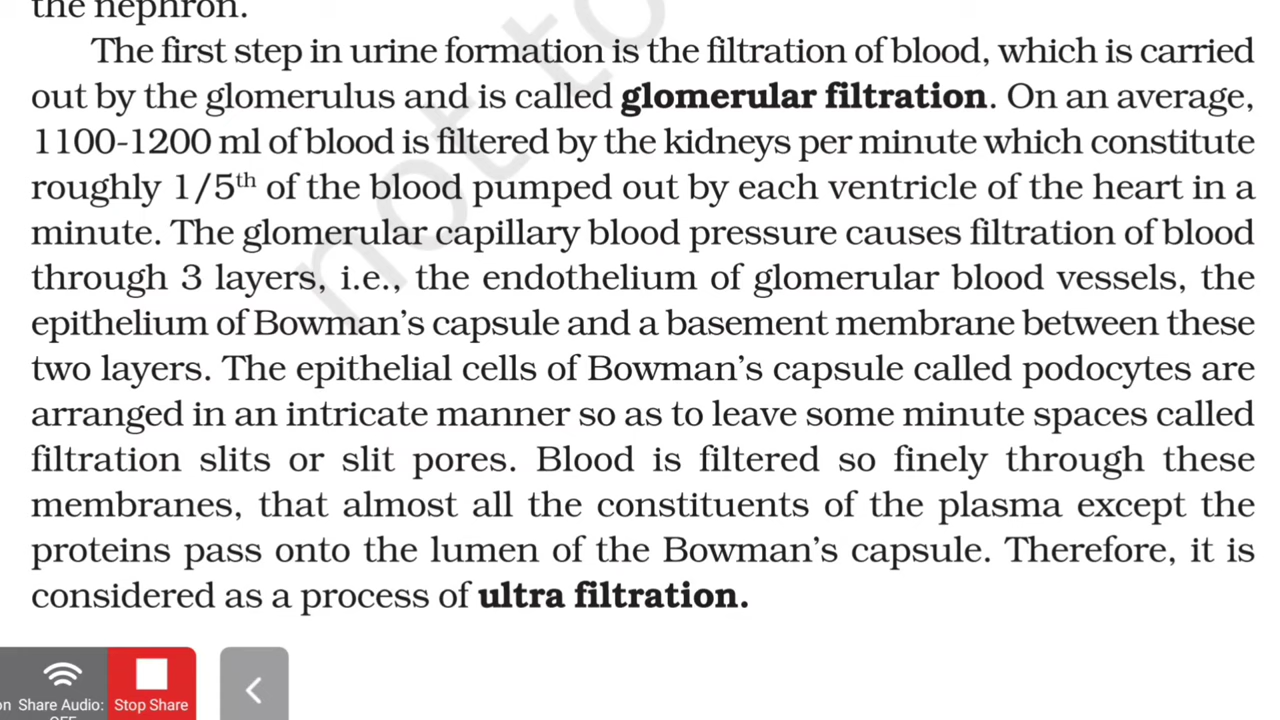 the nephron.
The first step in urine formation is the filtration of blood, which is carried
out by the glomerulus and is called glomerular filtration. On an average,
1100-1200 ml of blood is filtered by the kidneys per minute which constitute
roughly 1/5th of the blood pumped out by each ventricle of the heart in a
minute. The glomerular capillary blood pressure causes filtration of blood
through 3 layers, i.e., the endothelium of glomerular blood vessels, the
epithelium of Bowman’s capsule and a basement membrane between these
two layers. The epithelial cells of Bowman’s capsule called podocytes are
arranged in an intricate manner so as to leave some minute spaces called
filtration slits or slit pores. Blood is filtered so finely through these
membranes, that almost all the constituents of the plasma except the
proteins pass onto the lumen of the Bowman’s capsule. Therefore, it is
considered as a process of ultra filtration.
not to
on Share Audio: Stop Share
OFF